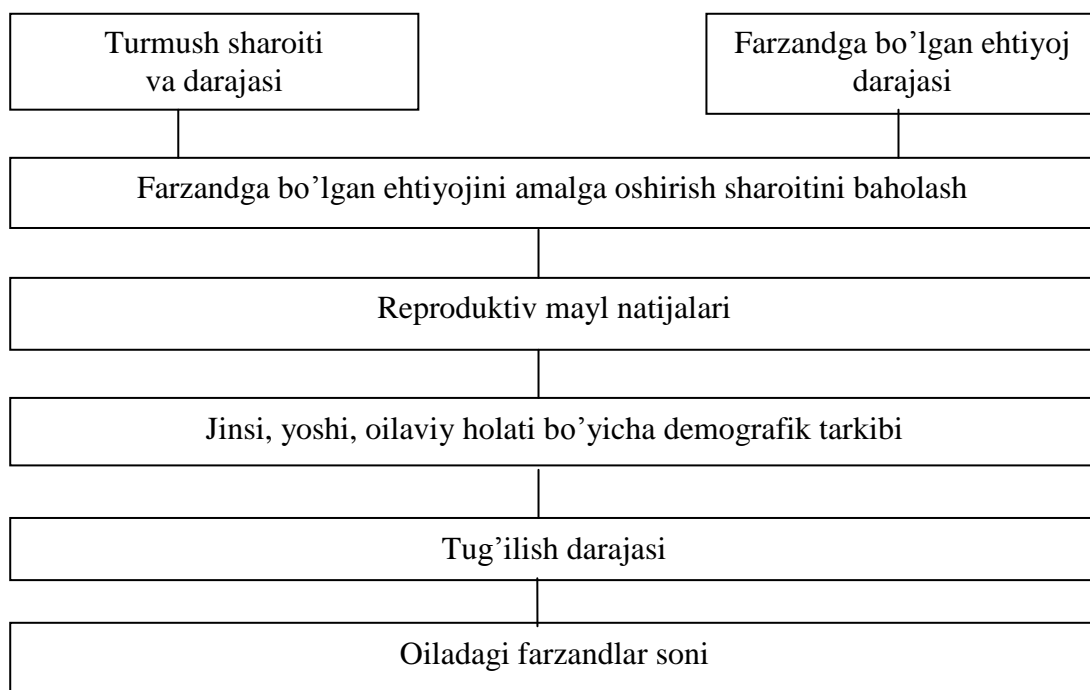 Turmush sharoiti
va darajasi
Farzandga bo’lgan ehtiyoj
darajasi
Farzandga bo’lgan ehtiyojini amalga oshirish sharoitini baholash
Reproduktiv mayl natijalari
Jinsi, yoshi, oilaviy holati bo’yicha demografik tarkibi
Tug’ilish darajasi
Oiladagi farzandlar soni